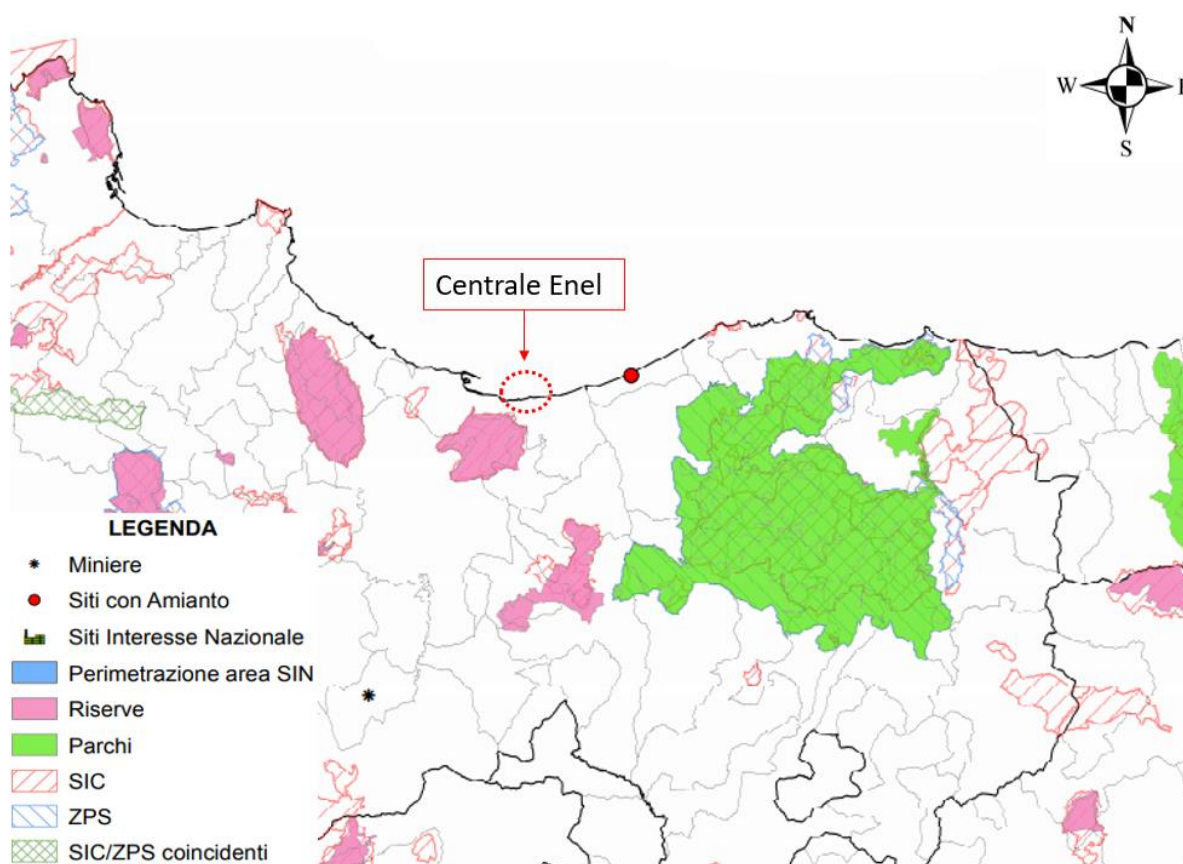 N
W
S
Centrale Enel
LEGENDA
Miniere
Siti con Amianto
Siti Interesse Nazionale
Perimetrazione area SIN
Riserve
Parchi
SIC
ZPS
SIC/ZPS coincidenti